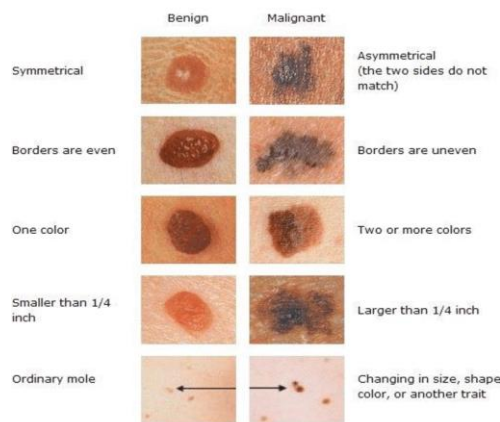 Benign Malignant
Symmetrical
Asymmetrical
(the two sides do not
match)
Borders are even
Borders are uneven
One color
Two or more colors
Smaller than 1/4
inch
Larger than 1/4 inch
Ordinary mole
Changing in size, shape
color, or another trait